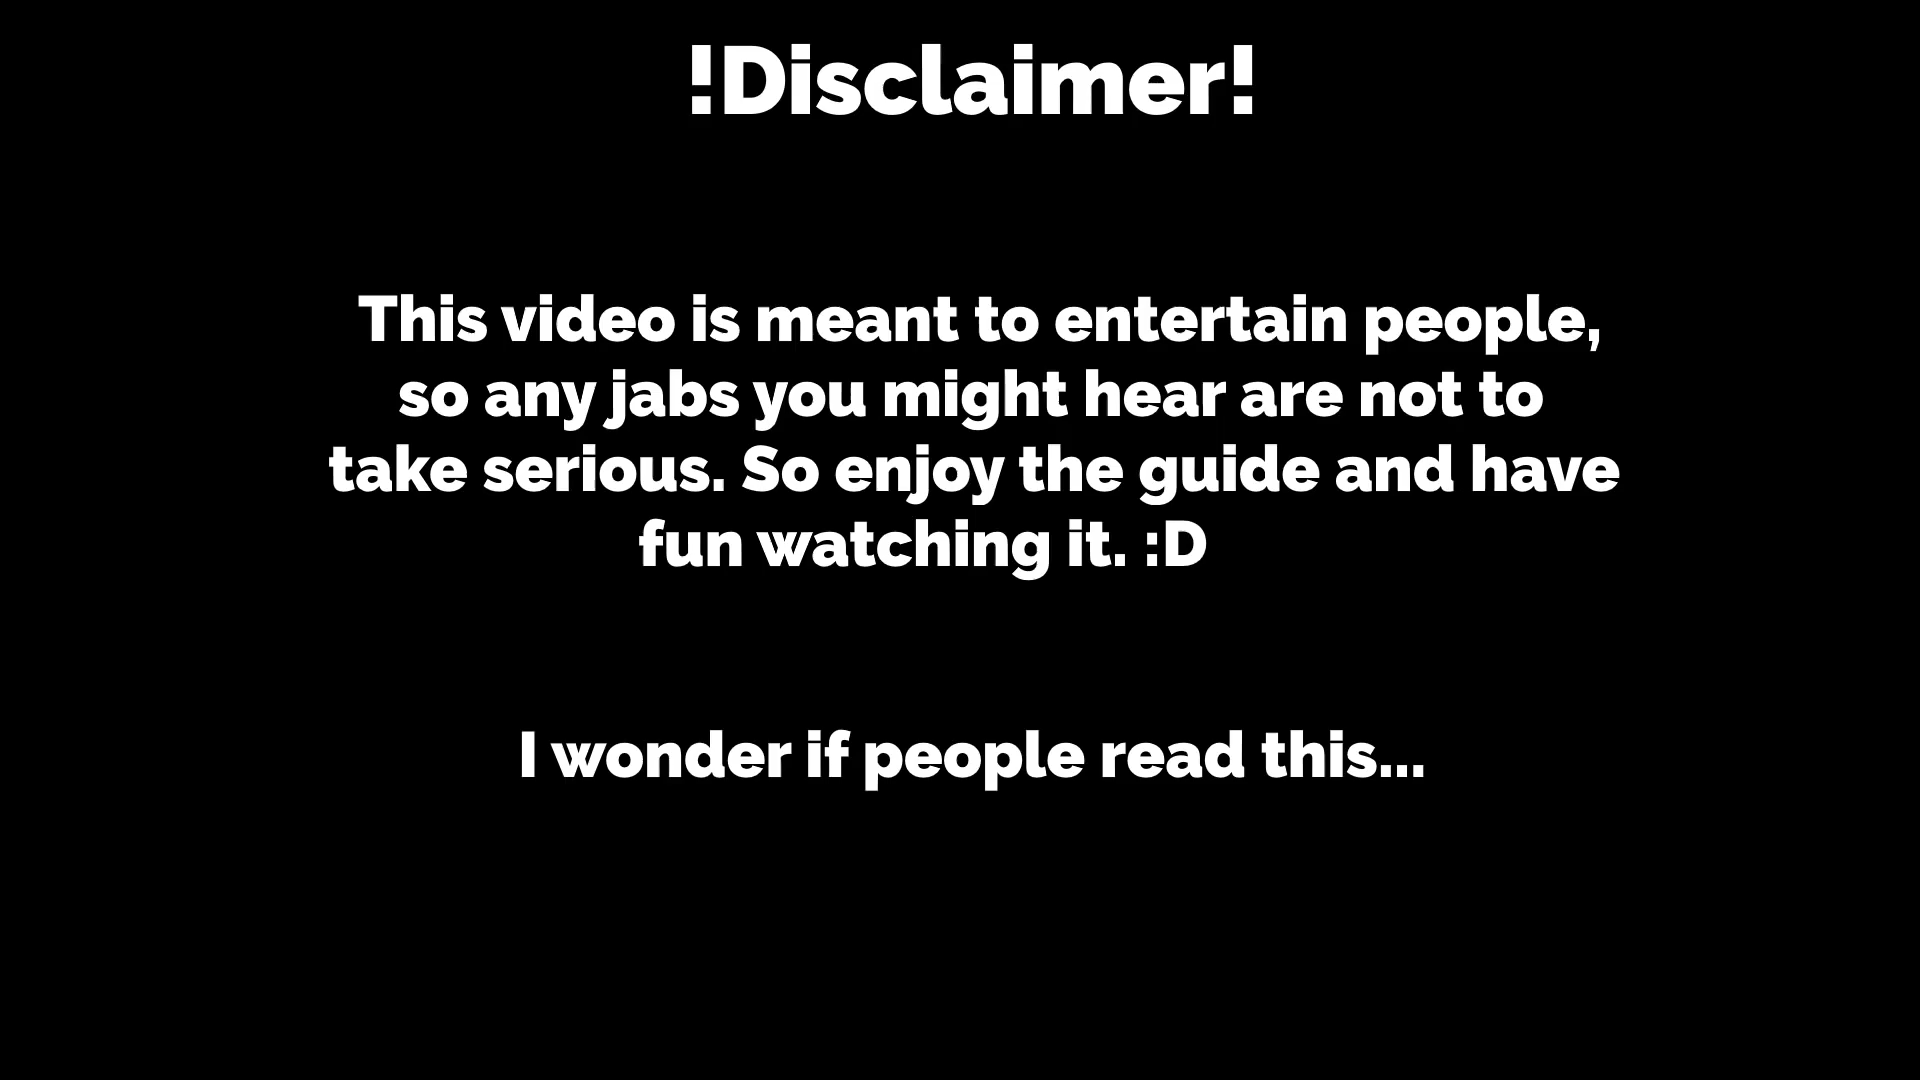 !Disclaimer!
This video is meant to entertain people,
so any jabs you might hear are not to
take serious. So enjoy the guide and have
fun watching it. :D
I wonder if people read this...